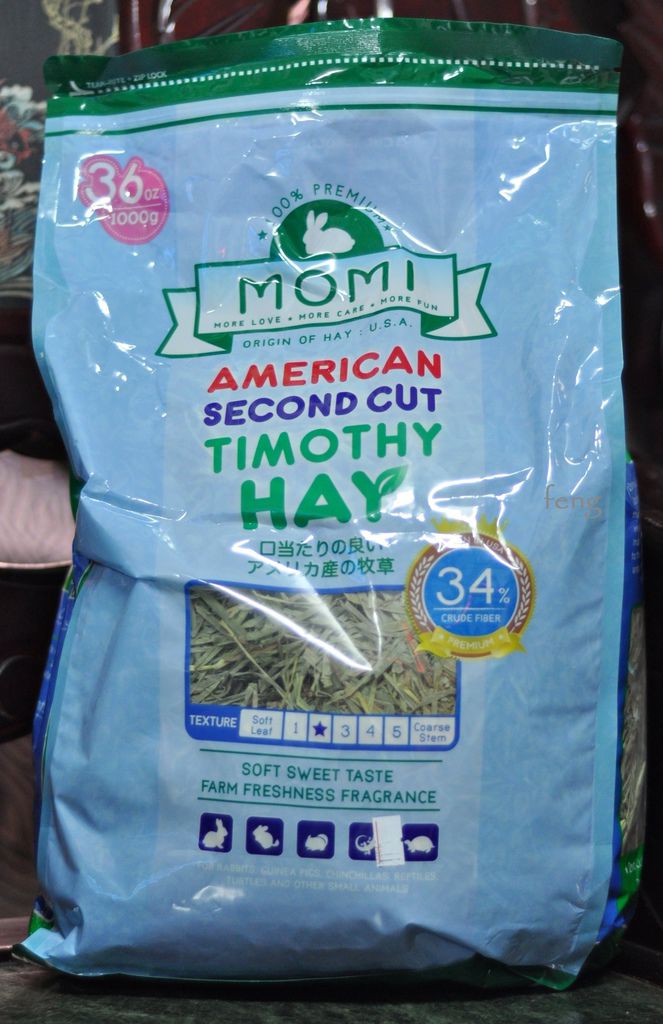 TEAR-RITE • ZIP LOCK
36 OZ
1000g
100% PREMIUM
MOMI
MORE LOVE • MORE CARE • MORE FUN
ORIGIN OF HAY : U.S.A.
AMERICAN
SECOND CUT
TIMOTHY
HAY
feng
口当たりの良い
アメリカ産の牧草
34%
CRUDE FIBER
PREMIUM
TEXTURE Soft Leaf 1 ★ 3 4 5 Coarse Stem
SOFT SWEET TASTE
FARM FRESHNESS FRAGRANCE
FOR RABBITS, GUINEA PIGS, CHINCHILLAS, REPTILES,
TURTLES AND OTHER SMALL ANIMALS